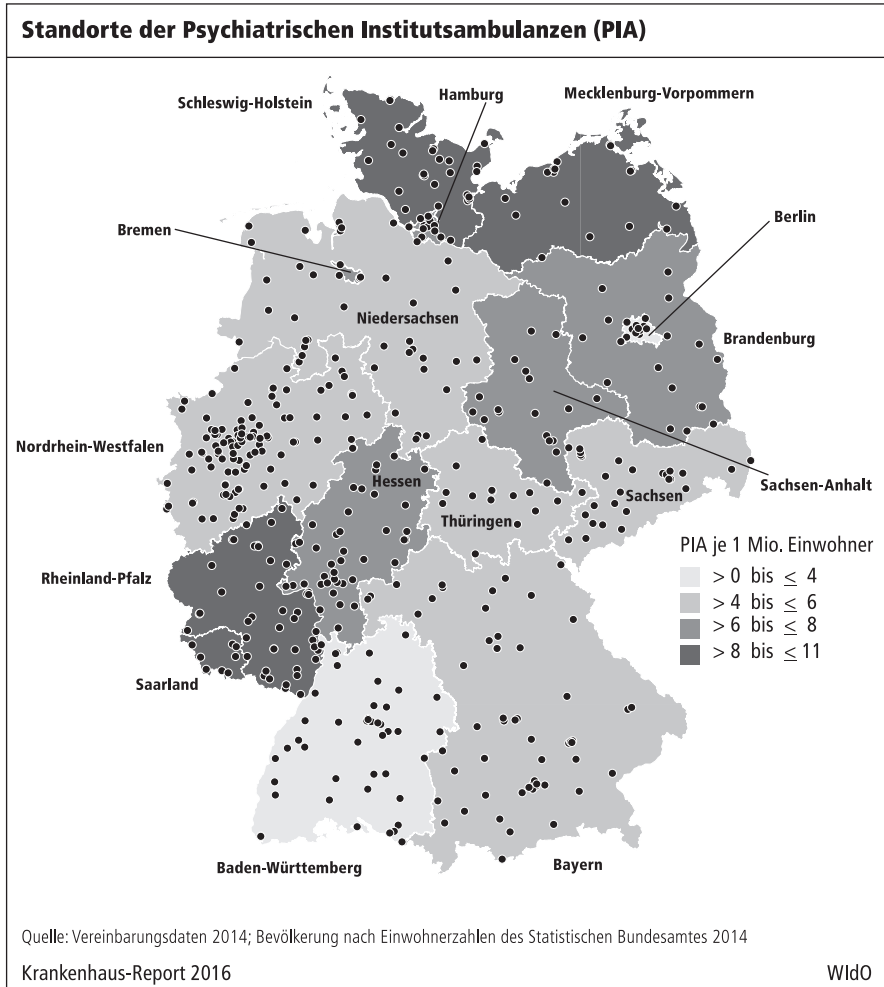 Standorte der Psychiatrischen Institutsambulanzen (PIA)
Schleswig-Holstein
Hamburg
Mecklenburg-Vorpommern
Bremen
Berlin
Niedersachsen
Brandenburg
Nordrhein-Westfalen
Hessen
Sachsen-Anhalt
Sachsen
Thüringen
PIA je 1 Mio. Einwohner
> 0 bis ≤ 4
> 4 bis ≤ 6
> 6 bis ≤ 8
> 8 bis ≤ 11
Rheinland-Pfalz
Saarland
Baden-Württemberg
Bayern
Quelle: Vereinbarungsdaten 2014; Bevölkerung nach Einwohnerzahlen des Statistischen Bundesamtes 2014
Krankenhaus-Report 2016
WIdO